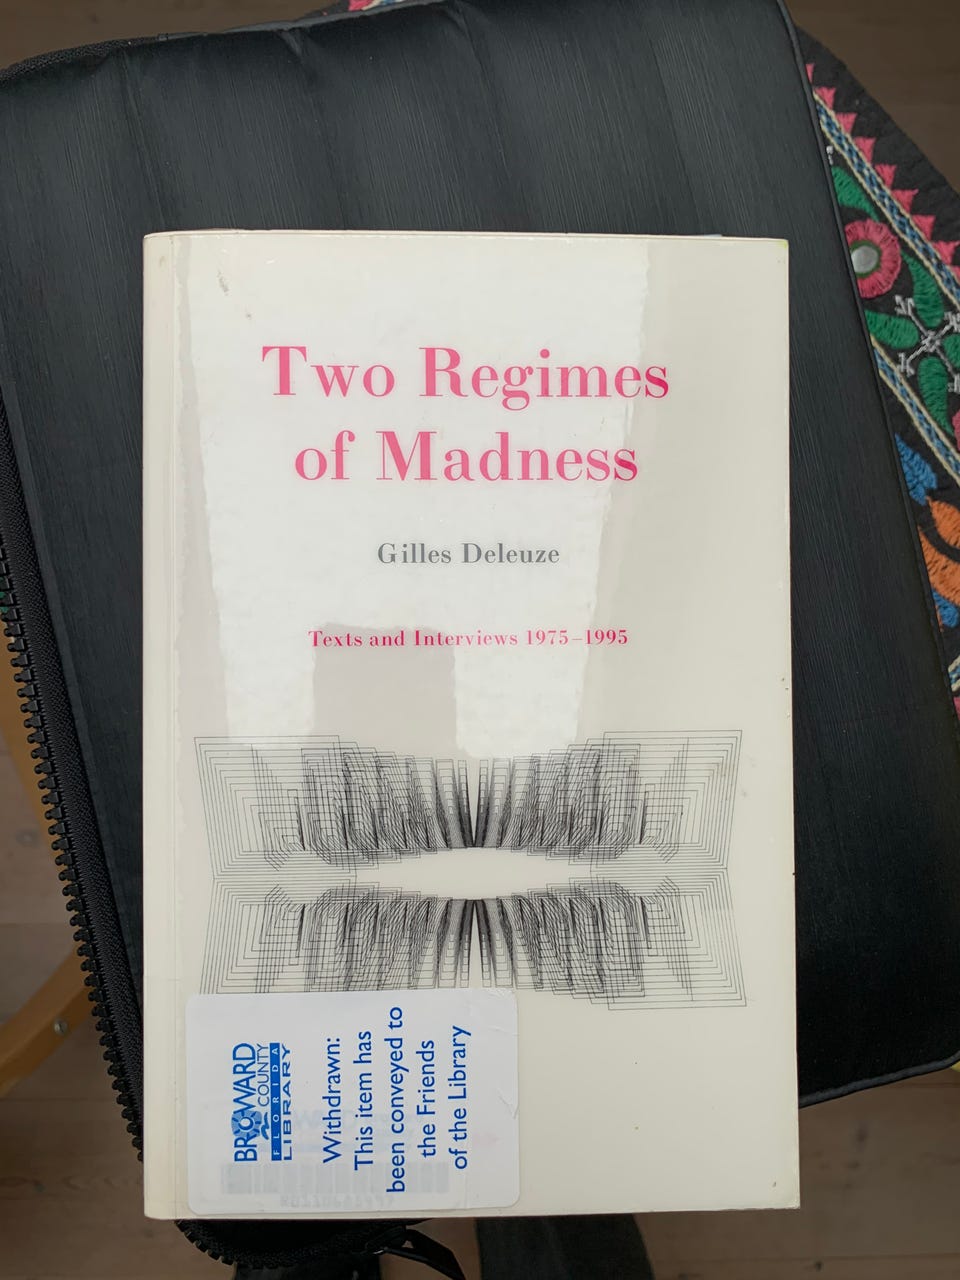 Two Regimes
of Madness
Gilles Deleuze
Texts and Interviews 1975–1995
BROWARD
COUNTY
FLORIDA
LIBRARY
Withdrawn:
This item has
been conveyed to
the Friends
of the Library